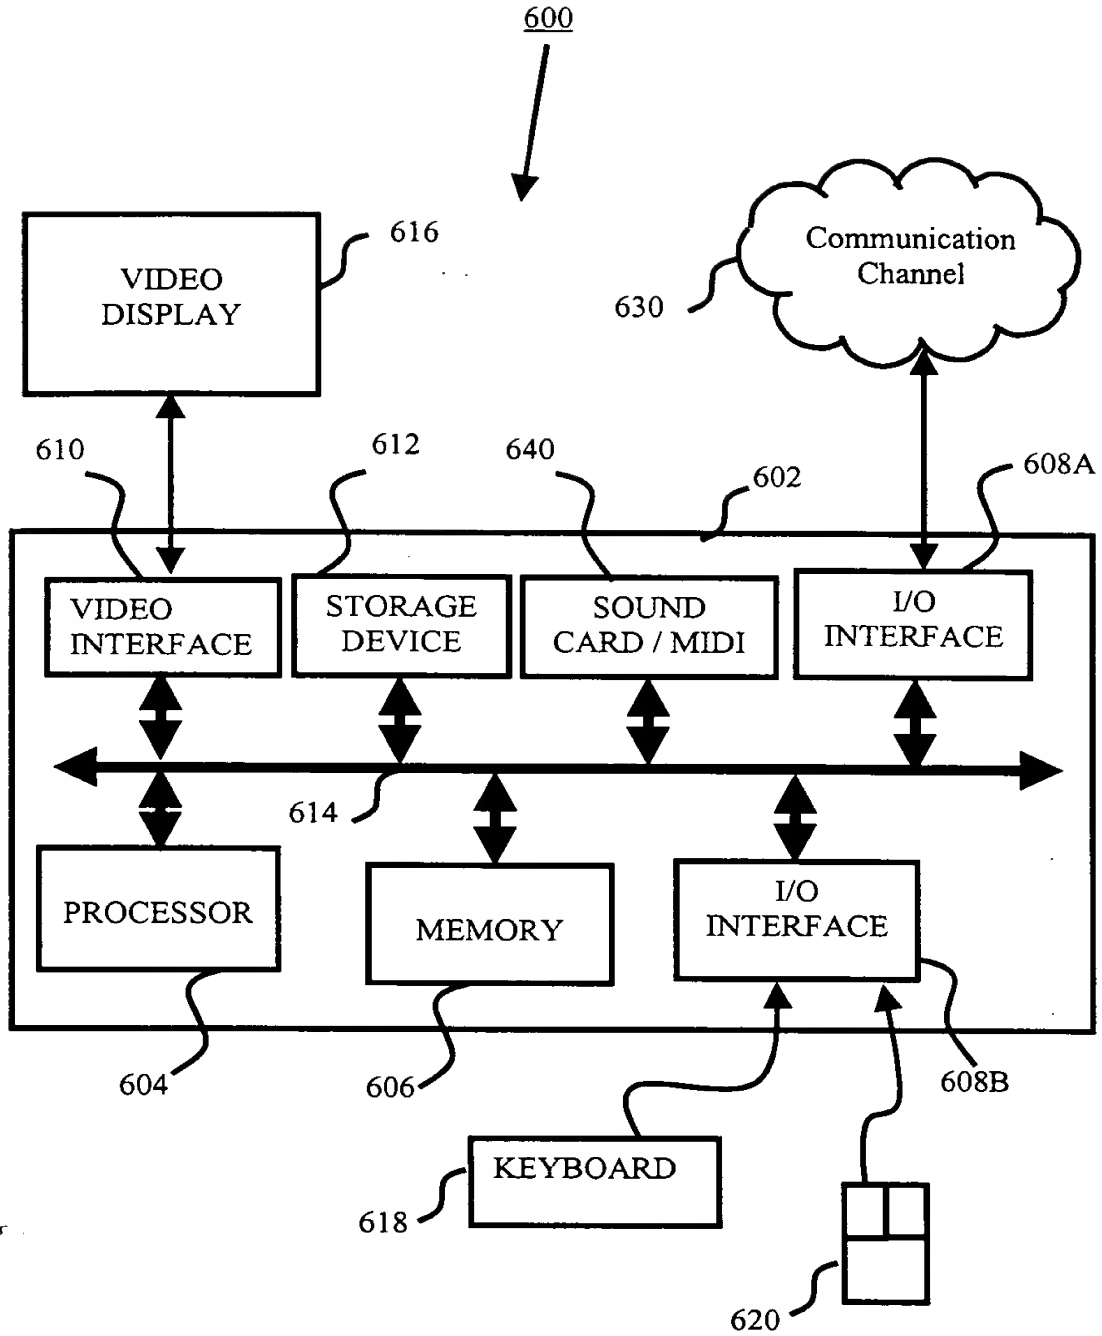 600
616
VIDEO
DISPLAY
Communication
Channel
630
610
612
640
602
608A
VIDEO
INTERFACE
STORAGE
DEVICE
SOUND
CARD / MIDI
I/O
INTERFACE
614
PROCESSOR
MEMORY
I/O
INTERFACE
604
606
608B
KEYBOARD
618
620